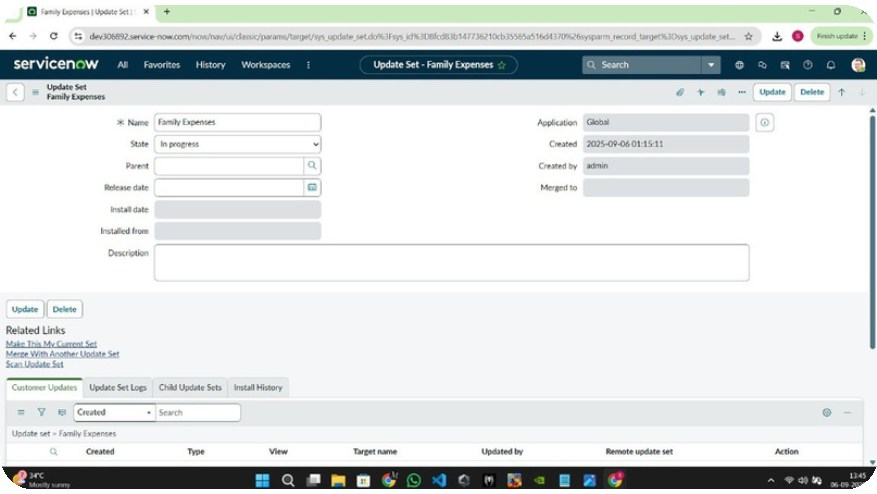 Family Expenses | Update Set |
dev306892.service-now.com/now/nav/ui/classic/params/target/sys_update_set.do%3Fsys_id%3D8fcd83b147736210cb35565a516d4370%26sysparm_record_target%3Dsys_update_set...
S
Finish update
servicenow
All Favorites History Workspaces
Update Set - Family Expenses
Search
Update Set
Family Expenses
Update Delete
Name Family Expenses
Application Global
State In progress
Created 2025-09-06 01:15:11
Parent
Created by admin
Release date
Merged to
Install date
Installed from
Description
Update Delete
Related Links
Make This My Current Set
Merge With Another Update Set
Scan Update Set
Customer Updates Update Set Logs Child Update Sets Install History
Created Search
Update set = Family Expenses
Created Type View Target name Updated by Remote update set Action
34°C
Mostly sunny
13:45